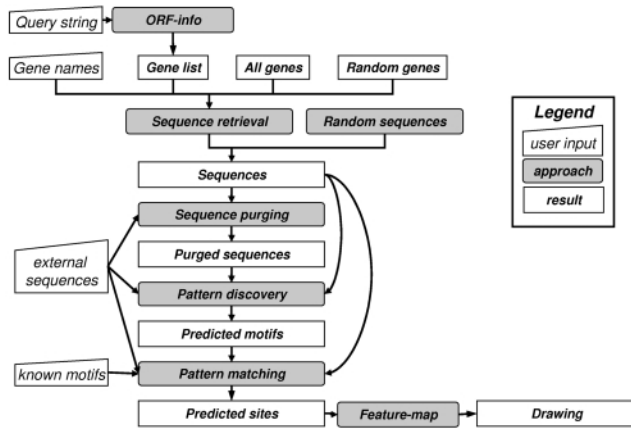 Query string
ORF-info
Gene names
Gene list
All genes
Random genes
Sequence retrieval
Random sequences
Sequences
Sequence purging
external
sequences
Purged sequences
Pattern discovery
Predicted motifs
known motifs
Pattern matching
Predicted sites
Feature-map
Drawing
Legend
user input
approach
result